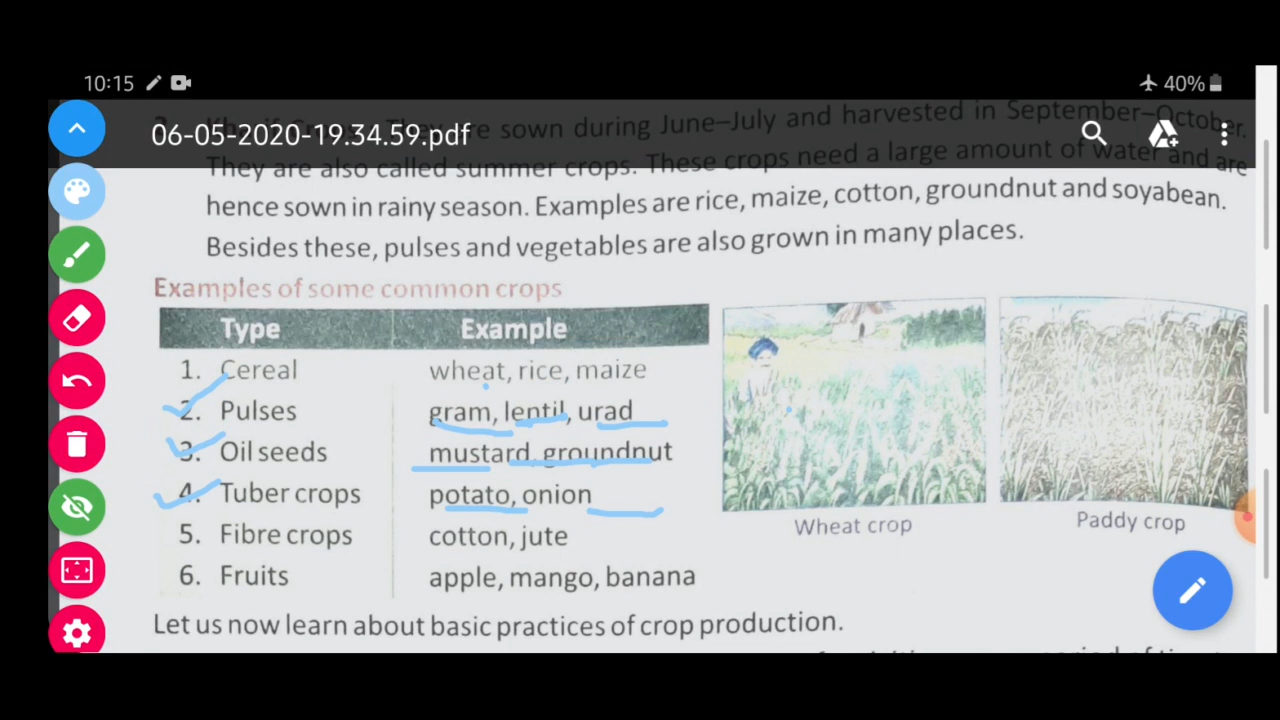 10:15
40%
06-05-2020-19.34.59.pdf
are sown during June–July and harvested in September–October.
They are also called summer crops. These crops need a large amount of water and are
hence sown in rainy season. Examples are rice, maize, cotton, groundnut and soyabean.
Besides these, pulses and vegetables are also grown in many places.
Examples of some common crops
Type Example
1. Cereal wheat, rice, maize
2. Pulses gram, lentil, urad
3. Oil seeds mustard, groundnut
4. Tuber crops potato, onion
5. Fibre crops cotton, jute
6. Fruits apple, mango, banana
Wheat crop
Paddy crop
Let us now learn about basic practices of crop production.